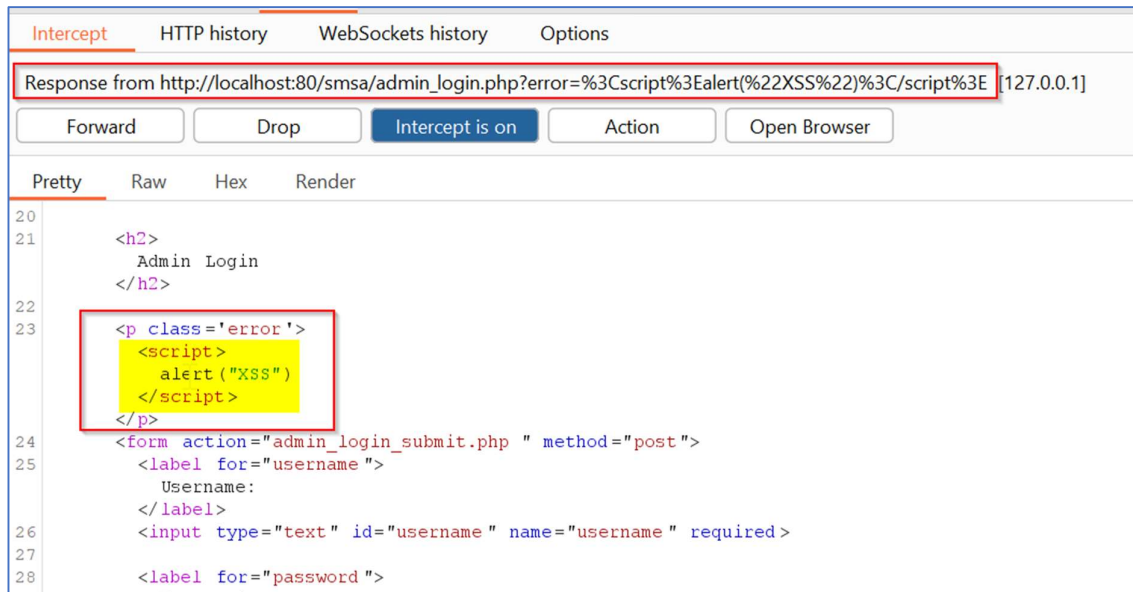 Intercept HTTP history WebSockets history Options
Response from http://localhost:80/smsa/admin_login.php?error=%3Cscript%3Ealert(%22XSS%22)%3C/script%3E [127.0.0.1]
Forward Drop Intercept is on Action Open Browser
Pretty Raw Hex Render
20
21 <h2>
Admin Login
</h2>
22
23 <p class='error'>
<script>
alert("XSS")
</script>
</p>
24 <form action="admin_login_submit.php " method="post">
25 <label for="username">
Username:
</label>
26 <input type="text" id="username" name="username" required>
27
28 <label for="password">